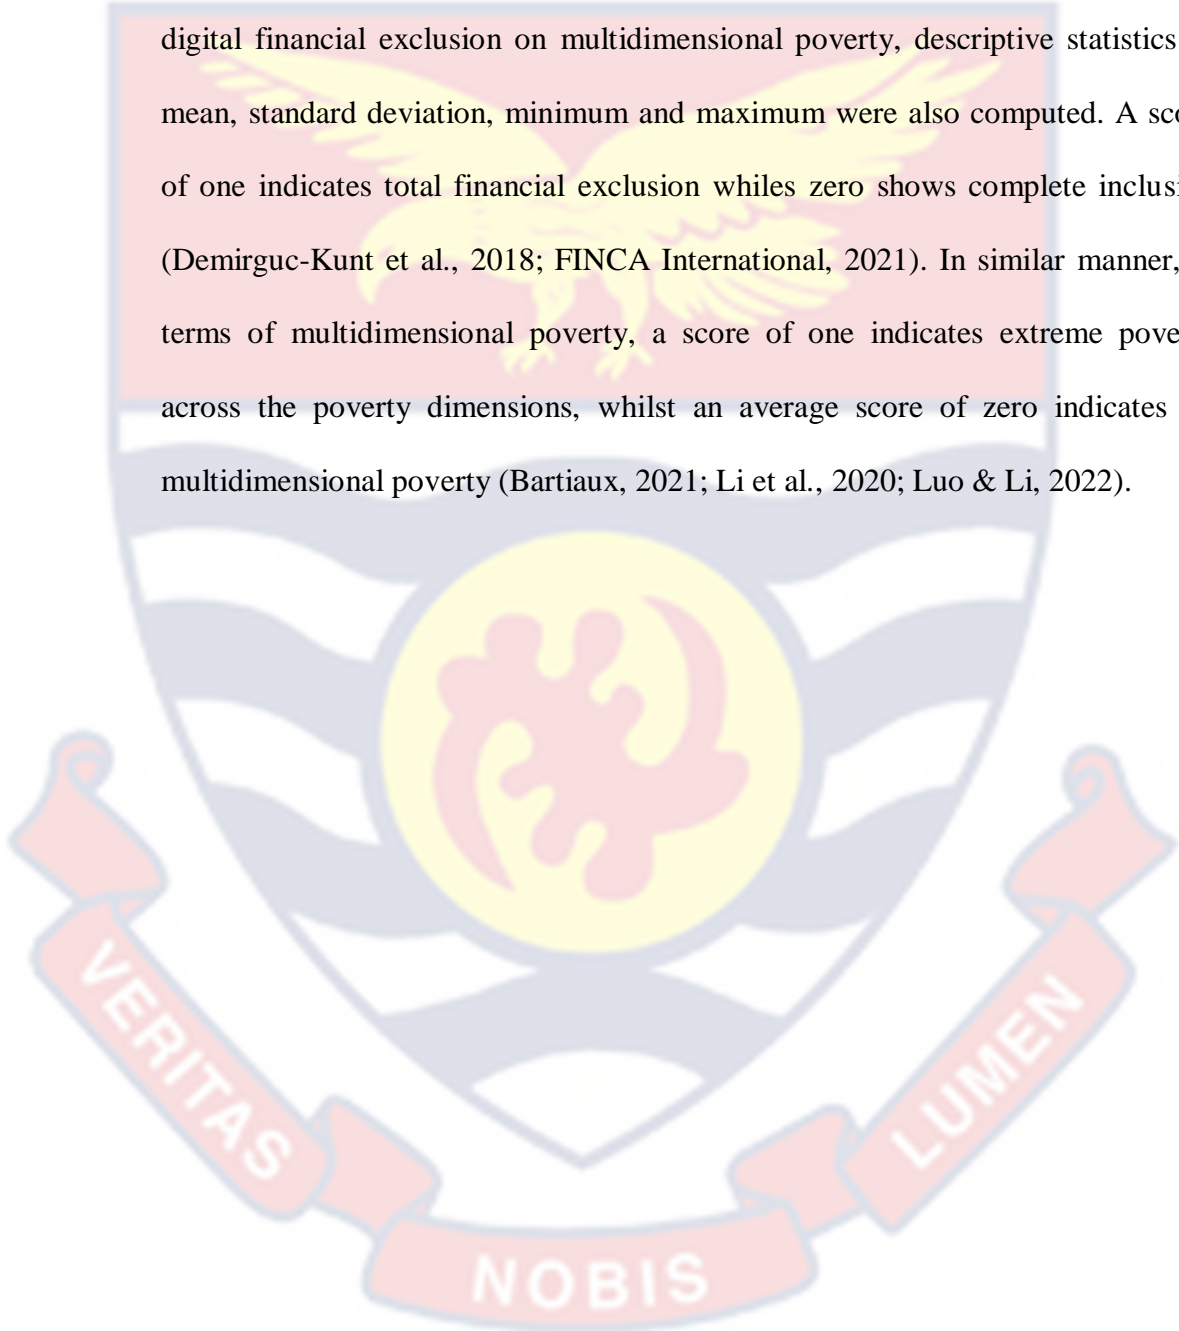 digital financial exclusion on multidimensional poverty, descriptive statistics
mean, standard deviation, minimum and maximum were also computed. A sco
of one indicates total financial exclusion whiles zero shows complete inclusi
(Demirguc-Kunt et al., 2018; FINCA International, 2021). In similar manner,
terms of multidimensional poverty, a score of one indicates extreme pove
across the poverty dimensions, whilst an average score of zero indicates
multidimensional poverty (Bartiaux, 2021; Li et al., 2020; Luo & Li, 2022).
VERITAS
NOBIS
LUMEN